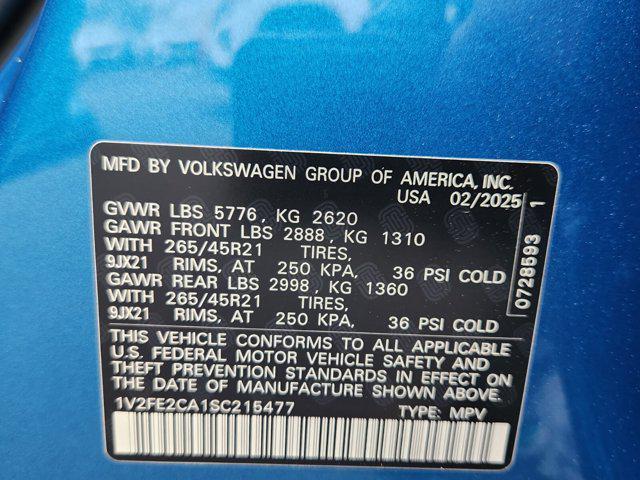 MFD BY VOLKSWAGEN GROUP OF AMERICA, INC.
USA 02/2025
GVWR LBS 5776, KG 2620
GAWR FRONT LBS 2888, KG 1310
WITH 265/45R21 TIRES,
9JX21 RIMS, AT 250 KPA, 36 PSI COLD
GAWR REAR LBS 2998, KG 1360
WITH 265/45R21 TIRES,
9JX21 RIMS, AT 250 KPA, 36 PSI COLD
THIS VEHICLE CONFORMS TO ALL APPLICABLE
U.S. FEDERAL MOTOR VEHICLE SAFETY AND
THEFT PREVENTION STANDARDS IN EFFECT ON
THE DATE OF MANUFACTURE SHOWN ABOVE.
1V2FE2CA1SC215477 TYPE: MPV
0728593 1